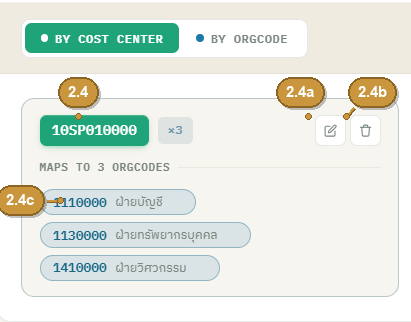 BY COST CENTER BY ORGCODE
2.4 2.4a 2.4b
10SP010000 ×3
MAPS TO 3 ORGCODES
2.4c 1110000 ฝ่ายบัญชี
1130000 ฝ่ายทรัพยากรบุคคล
1410000 ฝ่ายวิศวกรรม